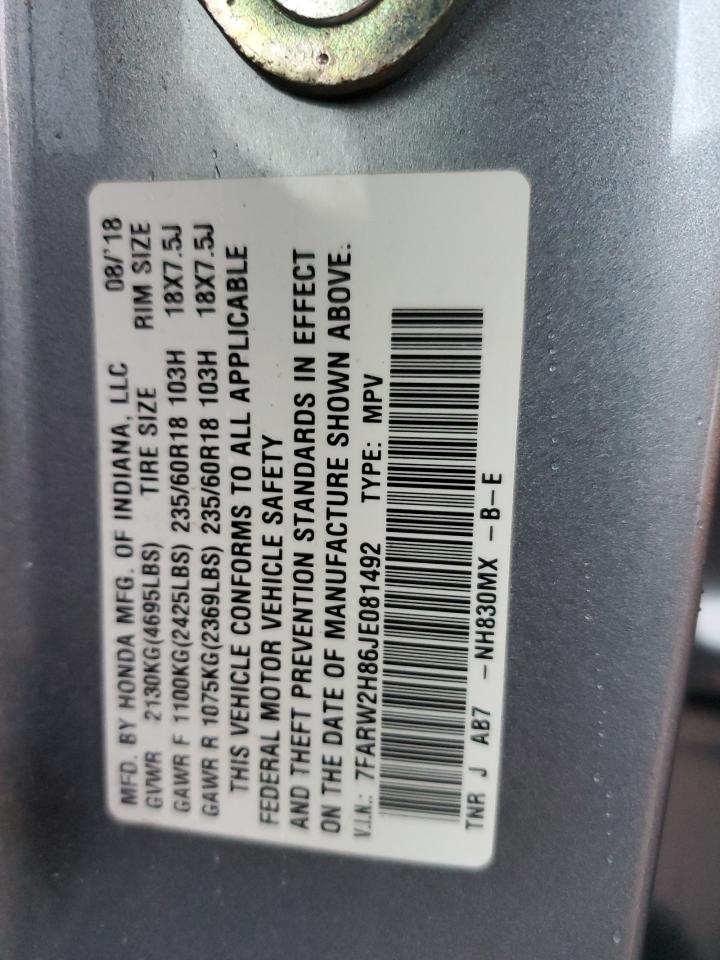 MFD. BY HONDA MFG. OF INDIANA, LLC 08/'18
GVWR 2130KG(4695LBS) TIRE SIZE RIM SIZE
GAWR F 1100KG(2425LBS) 235/60R18 103H 18X7.5J
GAWR R 1075KG(2369LBS) 235/60R18 103H 18X7.5J
THIS VEHICLE CONFORMS TO ALL APPLICABLE
FEDERAL MOTOR VEHICLE SAFETY
AND THEFT PREVENTION STANDARDS IN EFFECT
ON THE DATE OF MANUFACTURE SHOWN ABOVE.
V.I.N.: 7FARW2H86JE081492 TYPE: MPV
TNR J AB7 -NH830MX -B-E